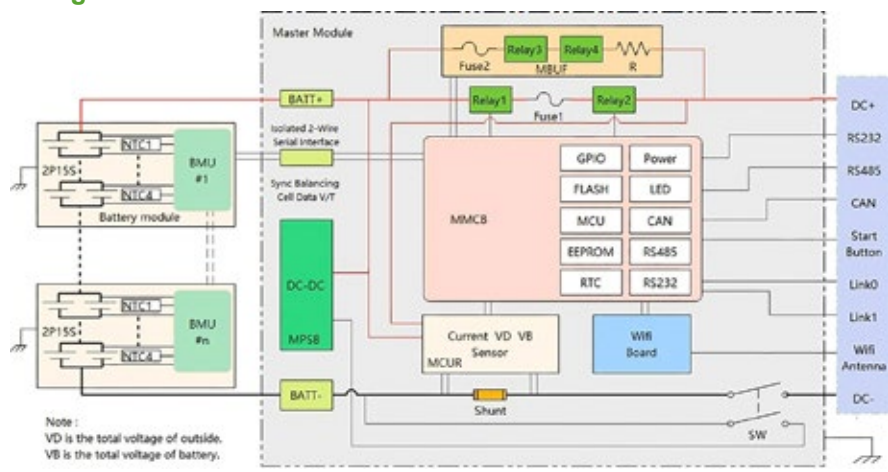 Master Module
Fuse2
Relay3
Relay4
R
MBUF
BATT+
Relay1
Fuse1
Relay2
DC+
Isolated 2-Wire
Serial Interface
RS232
RS485
CAN
Start
Button
Link0
Link1
Wifi
Antenna
DC-
NTC1
2P15S
NTC4
BMU
#1
Battery module
Sync Balancing
Cell Data V/T
MMCB
GPIO
Power
FLASH
LED
MCU
CAN
EEPROM
RS485
RTC
RS232
DC-DC
MPSB
NTC1
2P15S
NTC4
BMU
#n
Current VD VB
Sensor
MCUR
Wifi
Board
BATT-
Shunt
SW
Note :
VD is the total voltage of outside.
VB is the total voltage of battery.